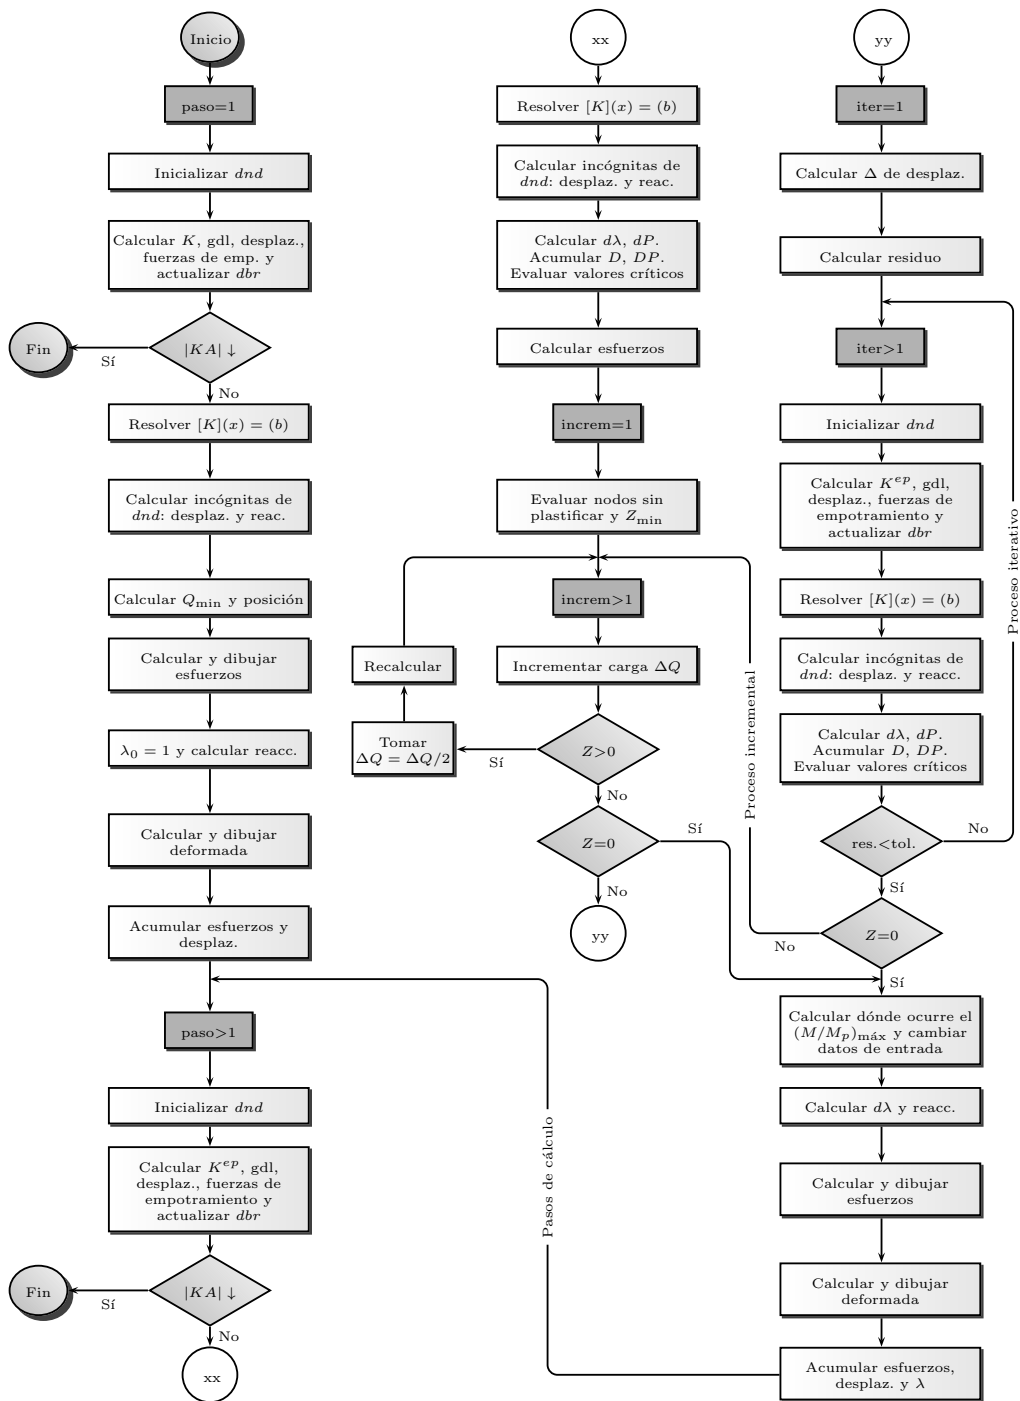 Inicio
paso=1
Inicializar dnd
Calcular K, gdl, desplaz.,
fuerzas de emp. y
actualizar dbr
|KA| ↓
Sí
Fin
No
Resolver [K](x) = (b)
Calcular incógnitas de
dnd: desplaz. y reac.
Calcular Q_min y posición
Calcular y dibujar
esfuerzos
λ₀ = 1 y calcular reacc.
Calcular y dibujar
deformada
Acumular esfuerzos y
desplaz.
paso>1
Inicializar dnd
Calcular K^ep, gdl,
desplaz., fuerzas de
empotramiento y
actualizar dbr
|KA| ↓
Sí
Fin
No
xx
xx
Resolver [K](x) = (b)
Calcular incógnitas de
dnd: desplaz. y reac.
Calcular dλ, dP.
Acumular D, DP.
Evaluar valores críticos
Calcular esfuerzos
increm=1
Evaluar nodos sin
plastificar y Z_min
increm>1
Incrementar carga ΔQ
Recalcular
Tomar
ΔQ = ΔQ/2
Sí
Z>0
No
Z=0
Sí
No
yy
Proceso incremental
Pasos de cálculo
yy
iter=1
Calcular Δ de desplaz.
Calcular residuo
iter>1
Inicializar dnd
Calcular K^ep, gdl,
desplaz., fuerzas de
empotramiento y
actualizar dbr
Resolver [K](x) = (b)
Calcular incógnitas de
dnd: desplaz. y reacc.
Calcular dλ, dP.
Acumular D, DP.
Evaluar valores críticos
res.<tol.
No
Proceso iterativo
Sí
Z=0
No
Sí
Calcular dónde ocurre el
(M/M_p)_máx y cambiar
datos de entrada
Calcular dλ y reacc.
Calcular y dibujar
esfuerzos
Calcular y dibujar
deformada
Acumular esfuerzos,
desplaz. y λ